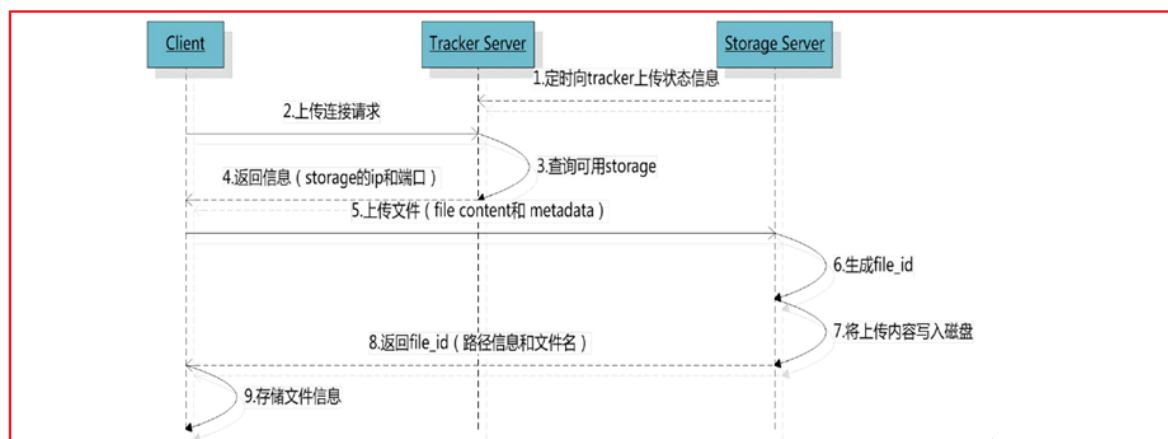 Client
Tracker Server
Storage Server
1.定时向tracker上传状态信息
2.上传连接请求
3.查询可用storage
4.返回信息（storage的ip和端口）
5.上传文件（file content和 metadata）
6.生成file_id
7.将上传内容写入磁盘
8.返回file_id（路径信息和文件名）
9.存储文件信息